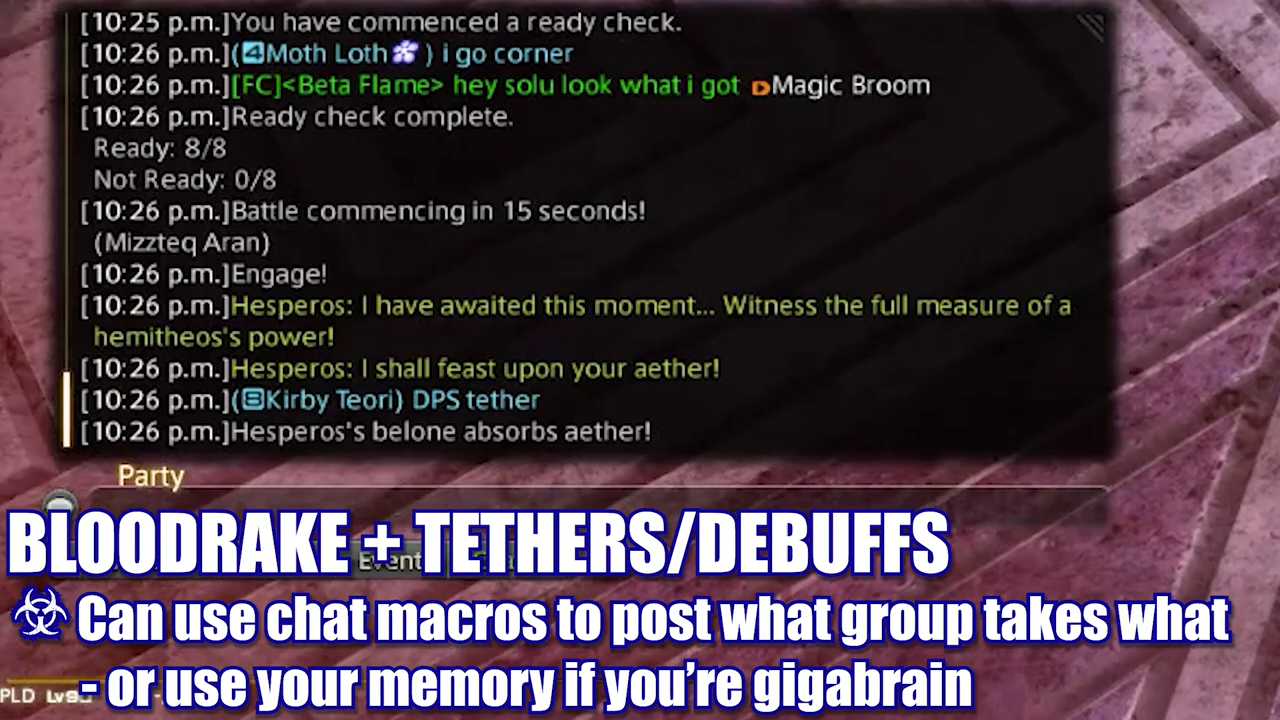 [10:25 p.m.]You have commenced a ready check.
[10:26 p.m.](4Moth Loth) i go corner
[10:26 p.m.][FC]<Beta Flame> hey solu look what i got Magic Broom
[10:26 p.m.]Ready check complete.
Ready: 8/8
Not Ready: 0/8
[10:26 p.m.]Battle commencing in 15 seconds!
(Mizzteq Aran)
[10:26 p.m.]Engage!
[10:26 p.m.]Hesperos: I have awaited this moment... Witness the full measure of a
hemitheos's power!
[10:26 p.m.]Hesperos: I shall feast upon your aether!
[10:26 p.m.](8Kirby Teori) DPS tether
[10:26 p.m.]Hesperos's belone absorbs aether!
Party
BLOODRAKE + TETHERS/DEBUFFS
Event
Can use chat macros to post what group takes what
- or use your memory if you're gigabrain
PLD